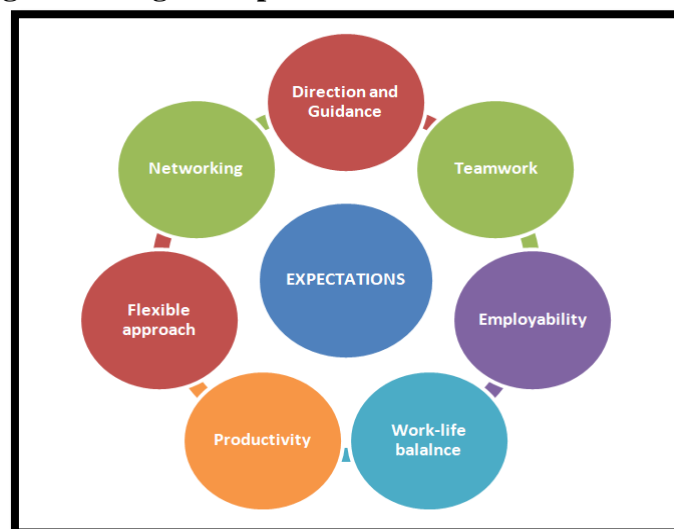 Direction and
Guidance
Networking
Teamwork
EXPECTATIONS
Flexible
approach
Employability
Productivity
Work-life
balalnce